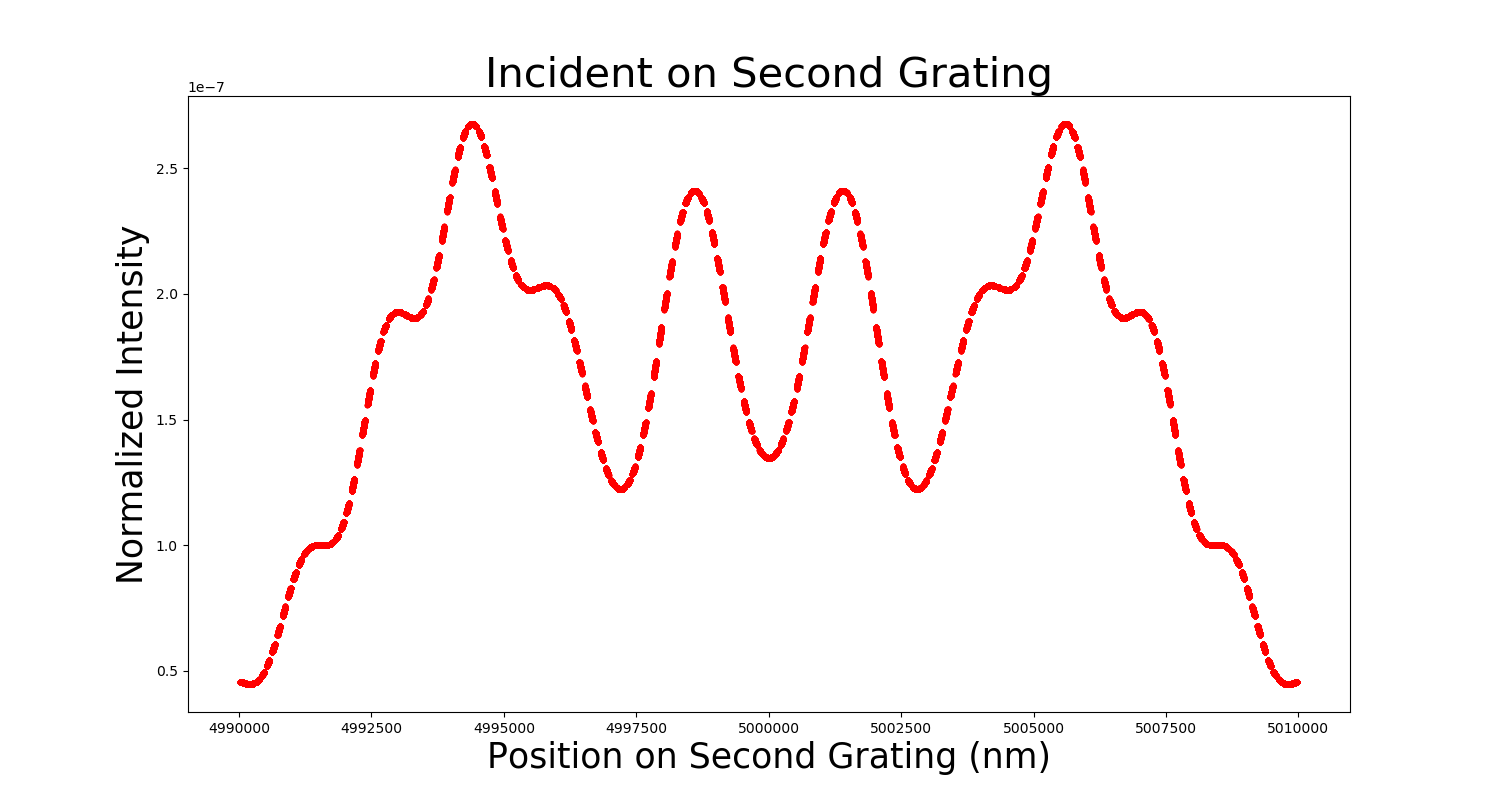 Incident on Second Grating
1e−7
2.5
2.0
1.5
1.0
0.5
Normalized Intensity
4990000 4992500 4995000 4997500 5000000 5002500 5005000 5007500 5010000
Position on Second Grating (nm)